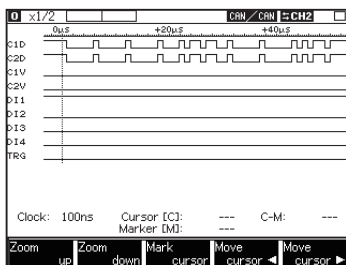 0 x1/2 CAN/CAN CH2
0µs +20µs +40µs
C1D
C2D
C1V
C2V
DI1
DI2
DI3
DI4
TRG
Clock: 100ns Cursor [C]: --- C-M: ---
Marker [M]: ---
Zoom up Zoom down Mark cursor Move cursor ◄ Move cursor ►